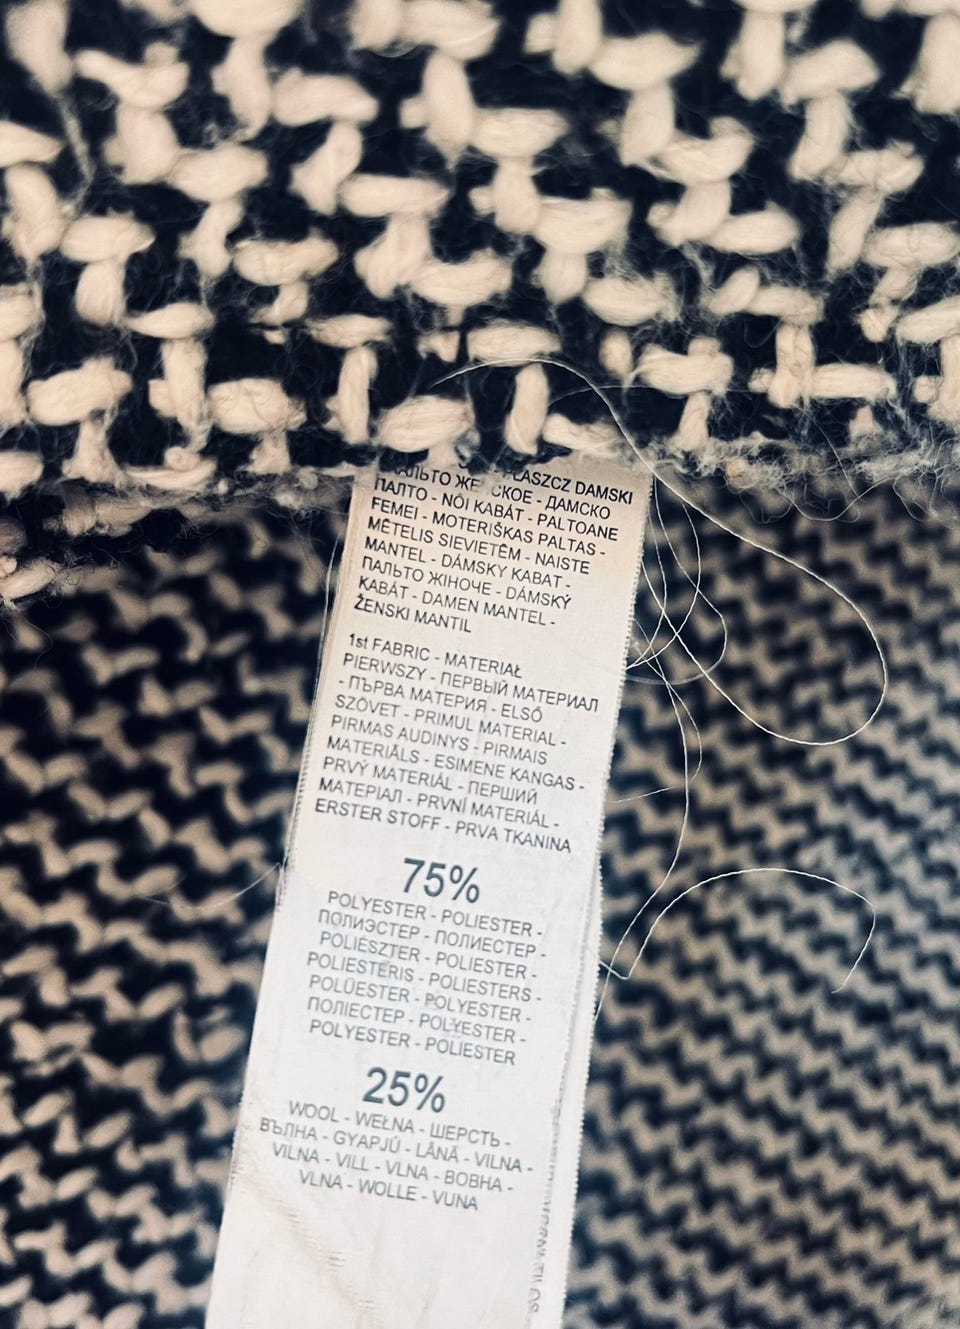 PŁASZCZ DAMSKI
ПАЛЬТО ЖЕНСКОЕ - ДАМСКО
ПАЛТО - NŐI KABÁT - PALTOANE
FEMEI - MOTERIŠKAS PALTAS -
MĒTELIS SIEVIETĒM - NAISTE
MANTEL - DÁMSKY KABAT -
ПАЛЬТО ЖІНОЧЕ - DÁMSKÝ
KABÁT - DAMEN MANTEL -
ŽENSKI MANTIL
1st FABRIC - MATERIAŁ
PIERWSZY - ПЕРВЫЙ МАТЕРИАЛ
- ПЪРВА МАТЕРИЯ - ELSŐ
SZÖVET - PRIMUL MATERIAL -
PIRMAS AUDINYS - PIRMAIS
MATERIĀLS - ESIMENE KANGAS -
PRVÝ MATERIÁL - ПЕРШИЙ
МАТЕРІАЛ - PRVNÍ MATERIÁL -
ERSTER STOFF - PRVA TKANINA
75%
POLYESTER - POLIESTER -
ПОЛИЭСТЕР - ПОЛИЕСТЕР -
POLIÉSZTER - POLIESTER -
POLIESTERIS - POLIESTERS -
POLÜESTER - POLYESTER -
ПОЛІЕСТЕР - POLYESTER -
POLYESTER - POLIESTER
25%
WOOL - WEŁNA - ШЕРСТЬ -
ВЪЛНА - GYAPJÚ - LÂNĂ - VILNA -
VILNA - VILL - VLNA - ВОВНА -
VLNA - WOLLE - VUNA